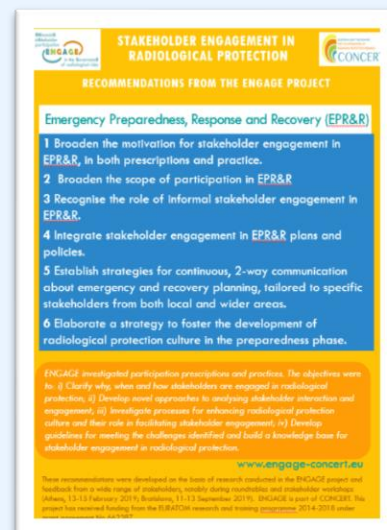 ENGAGE
STAKEHOLDER ENGAGEMENT IN
RADIOLOGICAL PROTECTION
CONCERT
RECOMMENDATIONS FROM THE ENGAGE PROJECT
Emergency Preparedness, Response and Recovery (EPR&R)
1 Broaden the motivation for stakeholder engagement in
EPR&R, in both prescriptions and practice.
2 Broaden the scope of participation in EPR&R
3 Recognise the role of informal stakeholder engagement in
EPR&R.
4 Integrate stakeholder engagement in EPR&R plans and
policies.
5 Establish strategies for continuous, 2-way communication
about emergency and recovery planning, tailored to specific
stakeholders from both local and wider areas.
6 Elaborate a strategy to foster the development of
radiological protection culture in the preparedness phase.
ENGAGE investigated participation prescriptions and practices. The objectives were
to: i) Clarify why, when and how stakeholders are engaged in radiological
protection, ii) Develop novel approaches to analysing stakeholder interaction and
engagement, iii) Investigate processes for enhancing radiological protection
culture and their role in facilitating stakeholder engagement, iv) Develop
guidelines for meeting the challenges identified and build a knowledge base for
stakeholder engagement in radiological protection.
www.engage-concert.eu
These recommendations were developed on the basis of research conducted in the ENGAGE project and
feedback from a wide range of stakeholders, notably during roundtables and stakeholder workshops
(Athens, 13-15 February 2019; Bratislava, 11-13 September 2019). ENGAGE is part of CONCERT. This
project has received funding from the EURATOM research and training programme 2014-2018 under